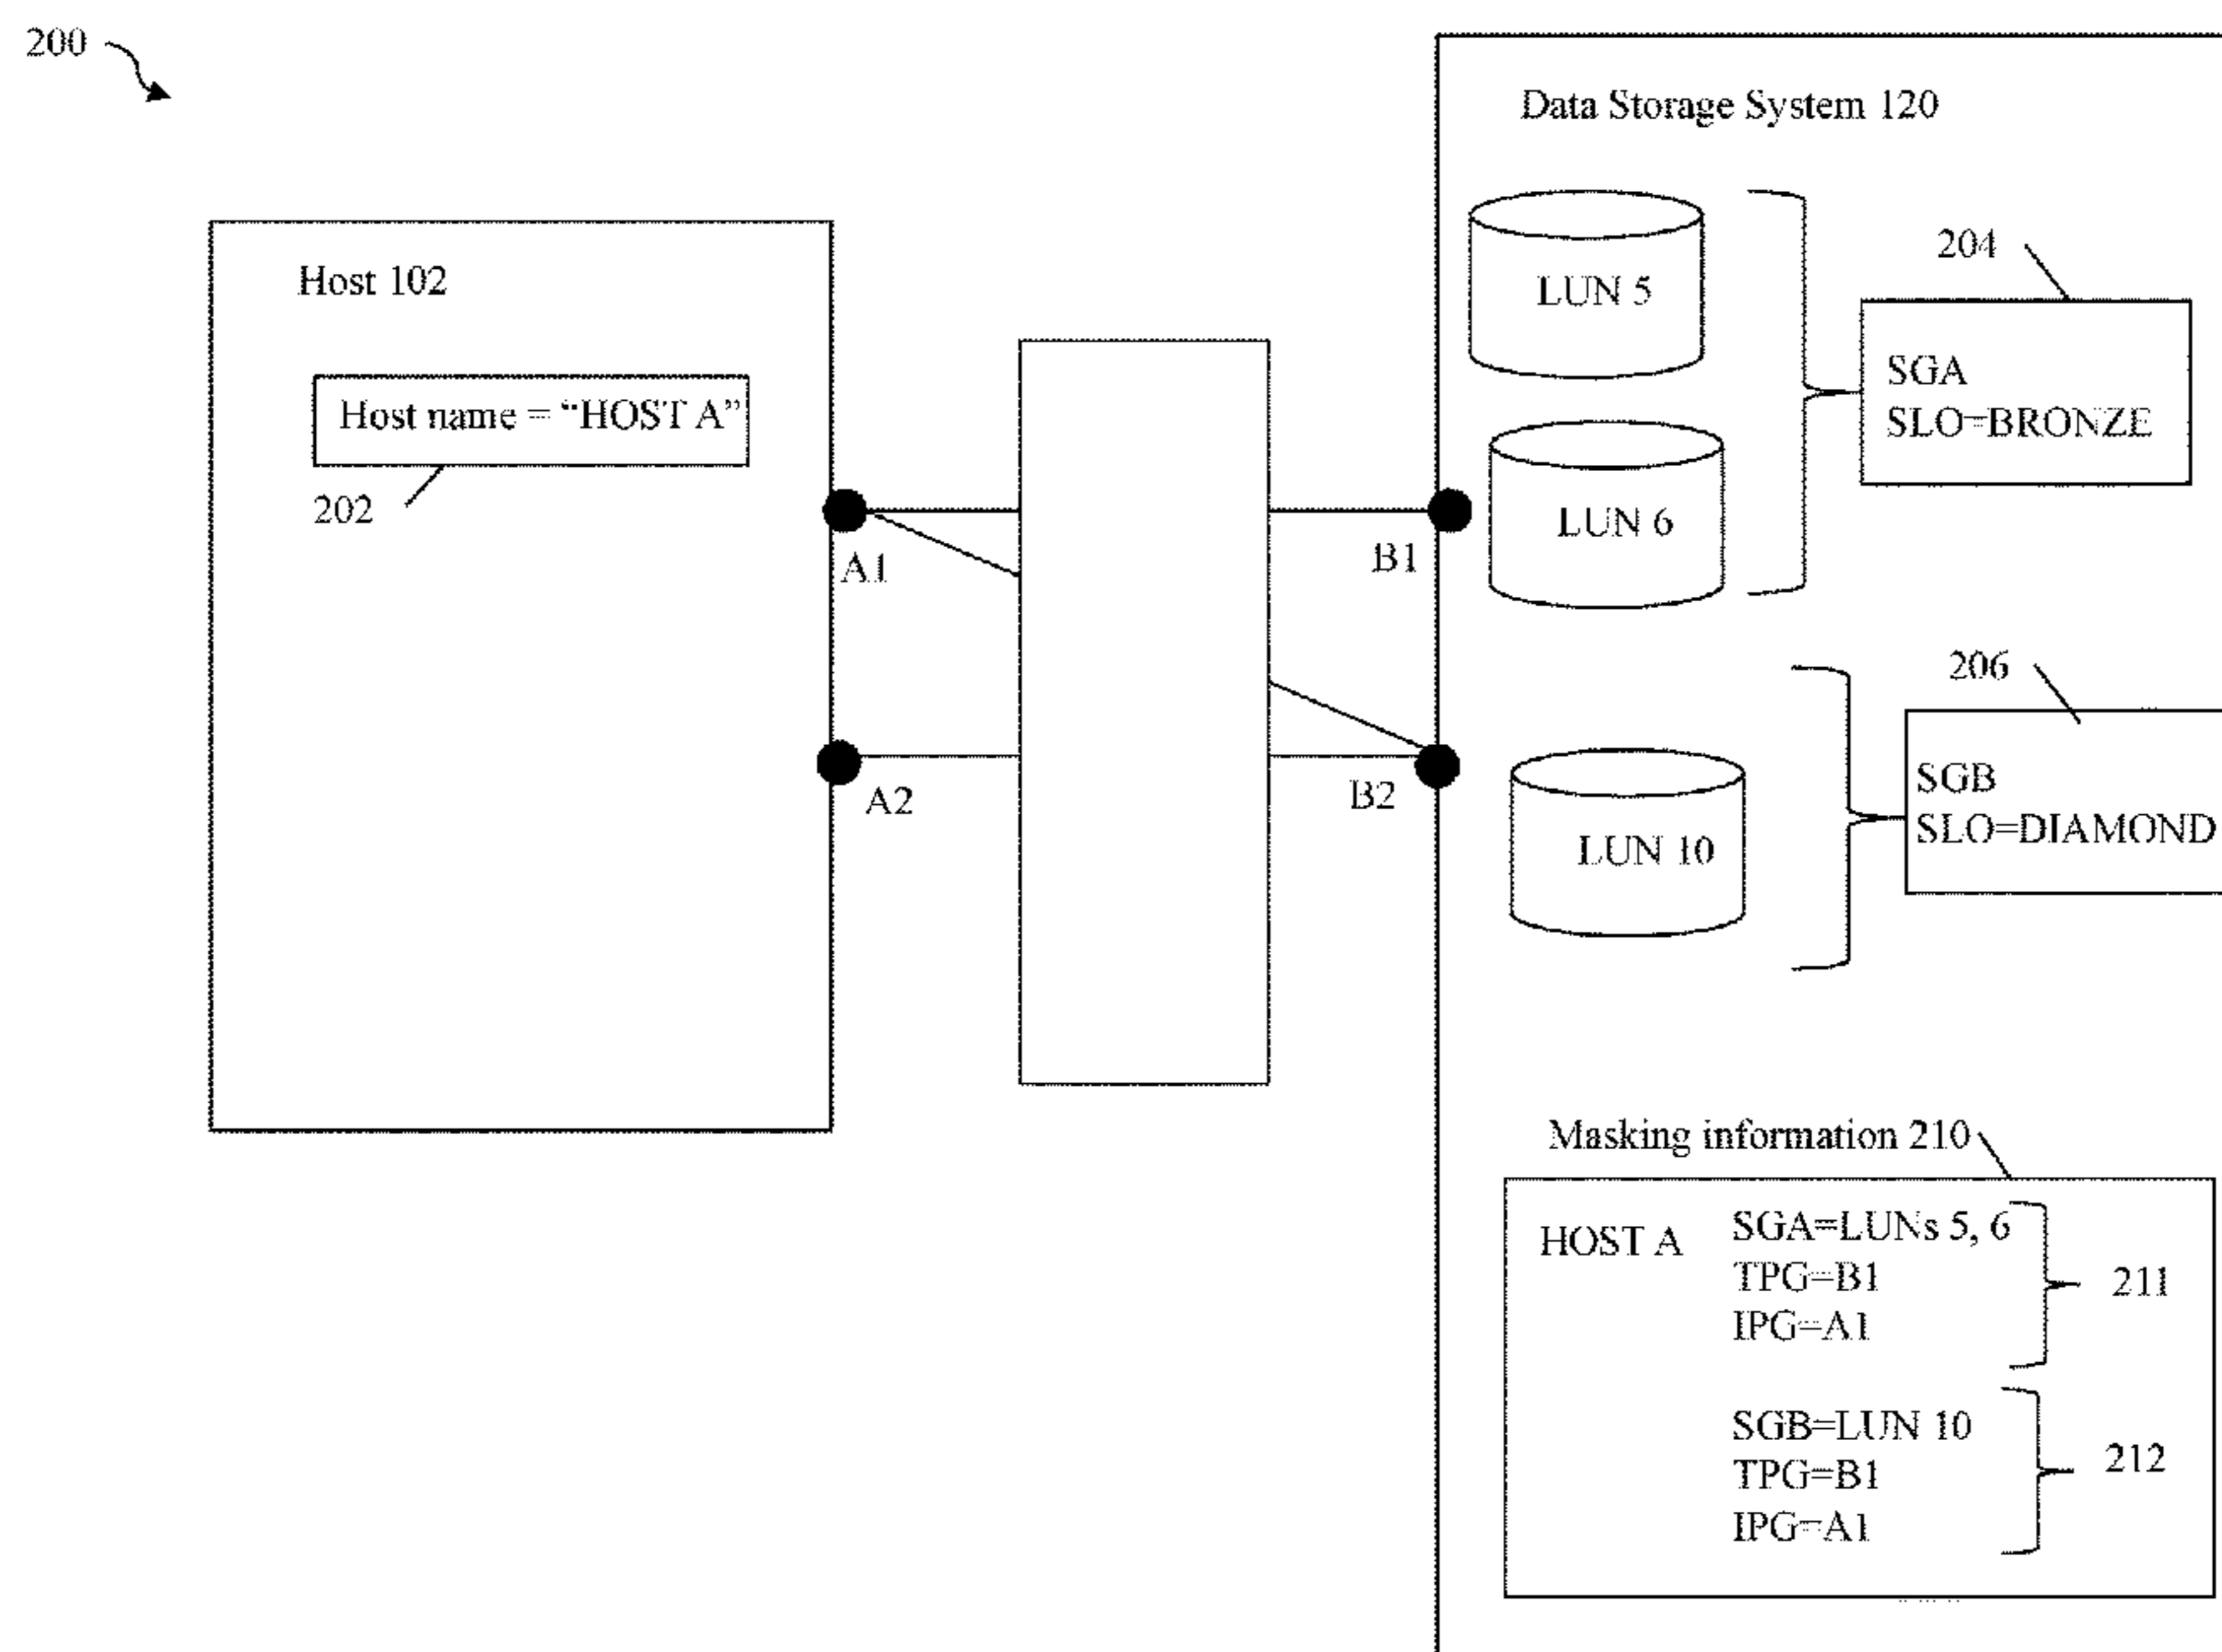 200
Data Storage System 120
Host 102
Host name = “HOST A”
202
A1
A2
B1
B2
LUN 5
LUN 6
204
SGA
SLO=BRONZE
206
LUN 10
SGB
SLO=DIAMOND
Masking information 210
HOST A
SGA=LUNs 5, 6
TPG=B1
IPG=A1
211
SGB=LUN 10
TPG=B1
IPG=A1
212